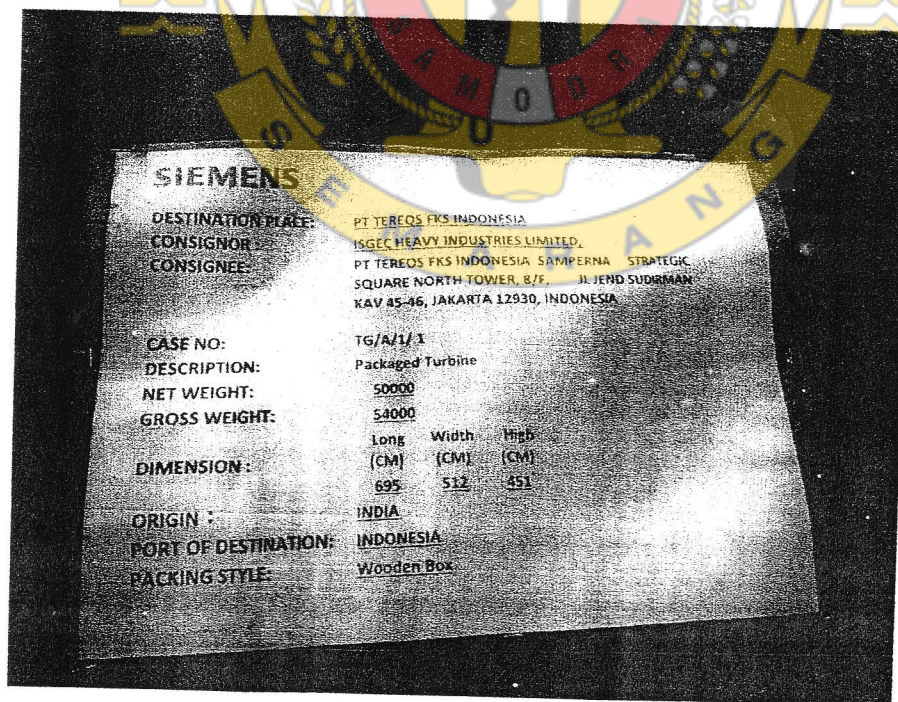 SAMODRA
SEMARANG
SIEMENS
DESTINATION PLACE: PT TEREOS FKS INDONESIA
CONSIGNOR : ISGEC HEAVY INDUSTRIES LIMITED,
CONSIGNEE: PT TEREOS FKS INDONESIA SAMPERNA STRATEGIC
SQUARE NORTH TOWER, 8/F, JL JEND SUDIRMAN
KAV 45-46, JAKARTA 12930, INDONESIA
CASE NO: TG/A/1/ 1
DESCRIPTION: Packaged Turbine
NET WEIGHT: 50000
GROSS WEIGHT: 54000
Long Width High
DIMENSION : (CM) (CM) (CM)
695 512 451
ORIGIN : INDIA
PORT OF DESTINATION: INDONESIA
PACKING STYLE: Wooden Box